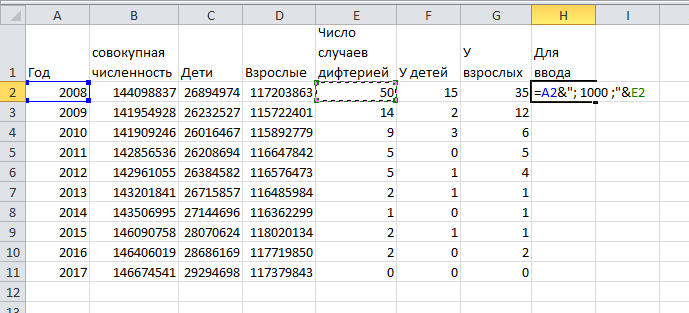 A B C D E F G H I
1 Год совокупная численность Дети Взрослые Число случаев дифтерией У детей У взрослых Для ввода
2 2008 144098837 26894974 117203863 50 15 35 =A2&"; 1000 ;"&E2
3 2009 141954928 26232527 115722401 14 2 12
4 2010 141909246 26016467 115892779 9 3 6
5 2011 142856536 26208694 116647842 5 0 5
6 2012 142961055 26384582 116576473 5 1 4
7 2013 143201841 26715857 116485984 2 1 1
8 2014 143506995 27144696 116362299 1 0 1
9 2015 146090758 28070624 118020134 2 1 1
10 2016 146406019 28686169 117719850 2 0 2
11 2017 146674541 29294698 117379843 0 0 0
12
13